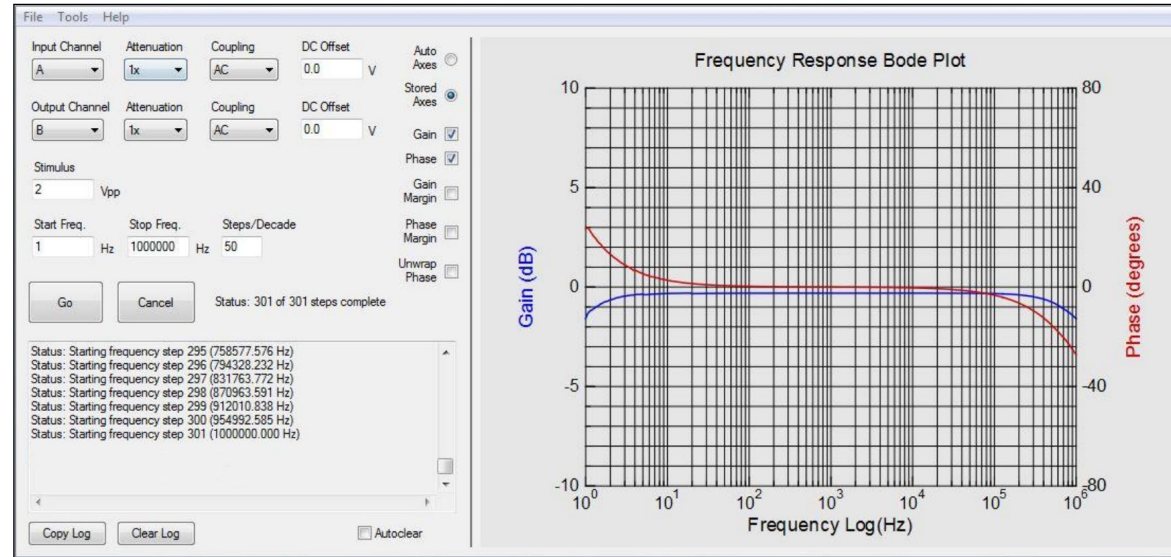 File Tools Help
Input Channel Attenuation Coupling DC Offset
A 1x AC 0.0 V
Output Channel Attenuation Coupling DC Offset
B 1x AC 0.0 V
Stimulus
2 Vpp
Start Freq. Stop Freq. Steps/Decade
1 Hz 1000000 Hz 50
Go Cancel Status: 301 of 301 steps complete
Auto
Axes
Stored
Axes
Gain
Phase
Gain
Margin
Phase
Margin
Unwrap
Phase
Status: Starting frequency step 295 (758577.576 Hz)
Status: Starting frequency step 296 (794328.232 Hz)
Status: Starting frequency step 297 (831763.772 Hz)
Status: Starting frequency step 298 (870963.591 Hz)
Status: Starting frequency step 299 (912010.838 Hz)
Status: Starting frequency step 300 (954992.585 Hz)
Status: Starting frequency step 301 (1000000.000 Hz)
Copy Log Clear Log Autoclear
Frequency Response Bode Plot
10 80
5 40
0 0
-5 -40
-10 -80
Gain (dB)
Phase (degrees)
10^0 10^1 10^2 10^3 10^4 10^5 10^6
Frequency Log(Hz)